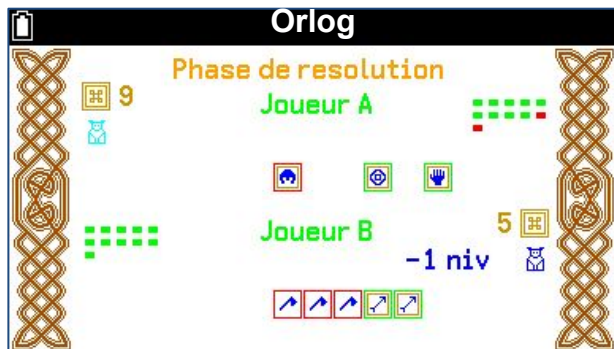 Orlog
Phase de resolution
9
Joueur A
5
Joueur B
-1 niv